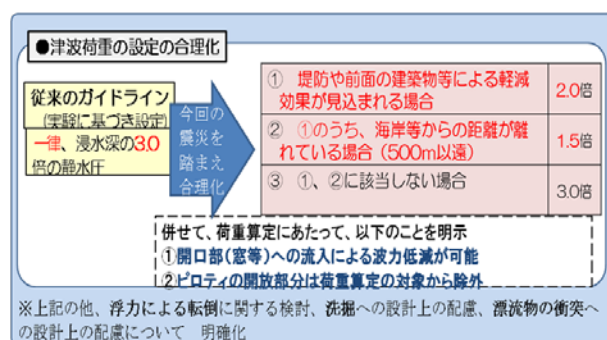 ●津波荷重の設定の合理化
従来のガイドライン
(実験に基づき設定)
一律、浸水深の3.0
倍の静水圧
今回の
震災を
踏まえ
合理化
① 堤防や前面の建築物等による軽減
効果が見込まれる場合
2.0倍
② ①のうち、海岸等からの距離が離
れている場合(500m以遠)
1.5倍
③ ①、②に該当しない場合
3.0倍
併せて、荷重算定にあたって、以下のことを明示
①開口部(窓等)への流入による波力低減が可能
②ピロティの開放部分は荷重算定の対象から除外
※上記の他、浮力による転倒に関する検討、洗掘への設計上の配慮、漂流物の衝突へ
の設計上の配慮について 明確化